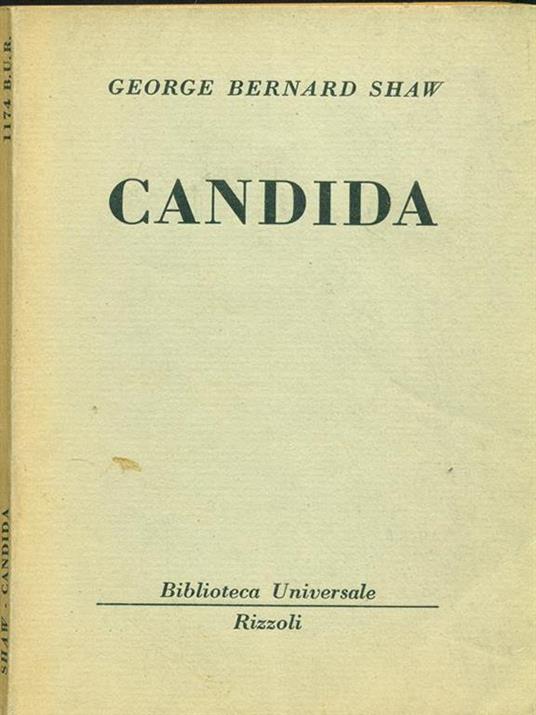 GEORGE BERNARD SHAW
CANDIDA
Biblioteca Universale
Rizzoli
SHAW - CANDIDA
1174 B.U.R.